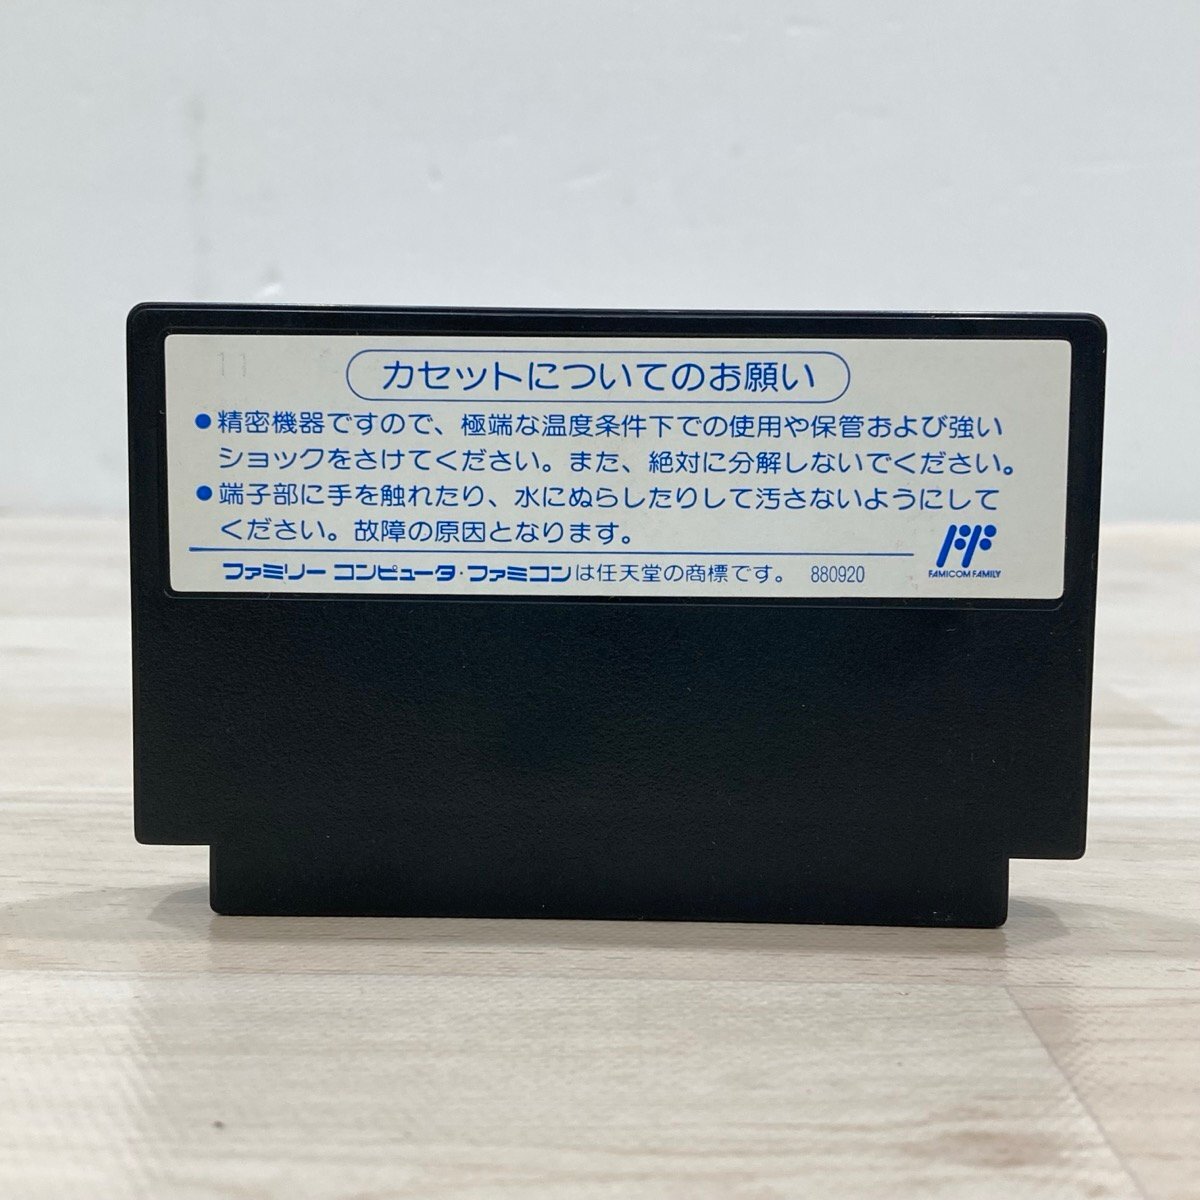 11
カセットについてのお願い
●精密機器ですので、極端な温度条件下での使用や保管および強い
ショックをさけてください。また、絶対に分解しないでください。
●端子部に手を触れたり、水にぬらしたりして汚さないようにして
ください。故障の原因となります。
ファミリーコンピュータ・ファミコンは任天堂の商標です。 880920
FAMICOM FAMILY